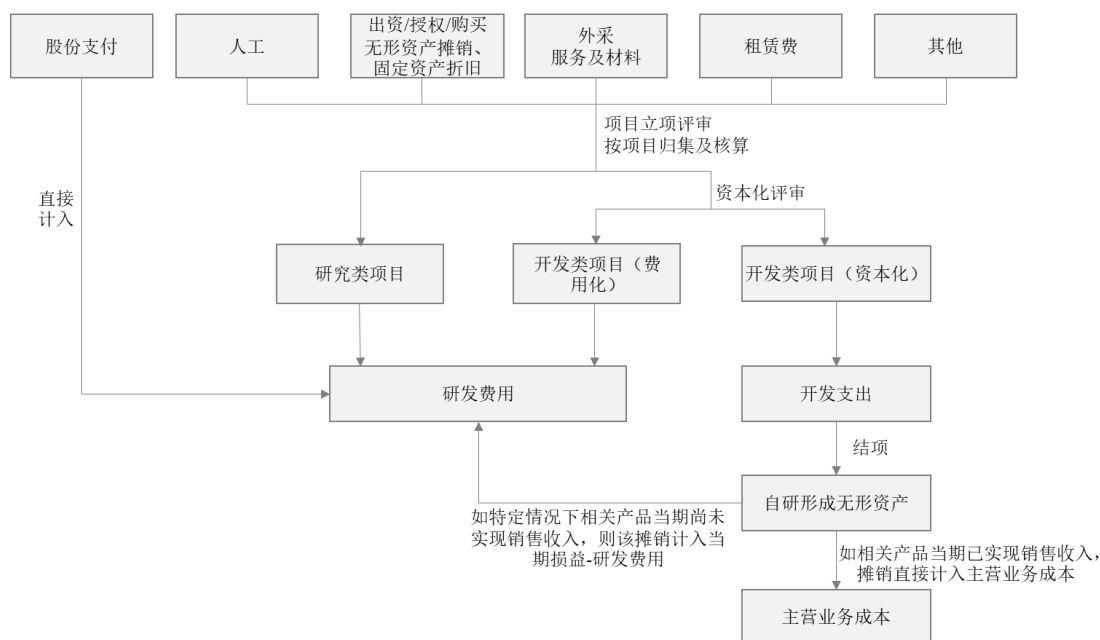 股份支付
人工
出资/授权/购买
无形资产摊销、
固定资产折旧
外采
服务及材料
租赁费
其他
项目立项评审
按项目归集及核算
直接
计入
资本化评审
研究类项目
开发类项目（费
用化）
开发类项目（资本化）
研发费用
开发支出
结项
自研形成无形资产
如特定情况下相关产品当期尚未
实现销售收入，则该摊销计入当
期损益-研发费用
如相关产品当期已实现销售收入，
摊销直接计入主营业务成本
主营业务成本